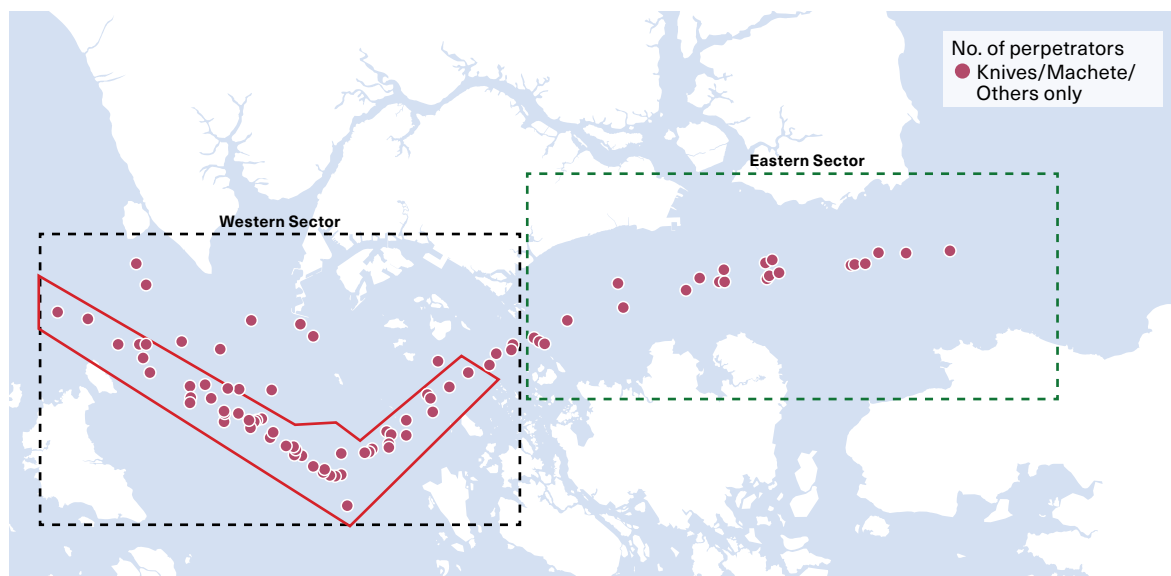 No. of perpetrators
Knives/Machete/
Others only
Eastern Sector
Western Sector